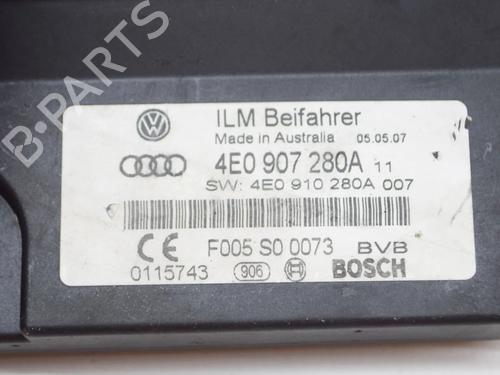 B-PARTS
ILM Beifahrer
Made in Australia 05.05.07
4E0 907 280A 11
SW: 4E0 910 280A 007
CE F005 S0 0073 BVB
0115743 906 BOSCH